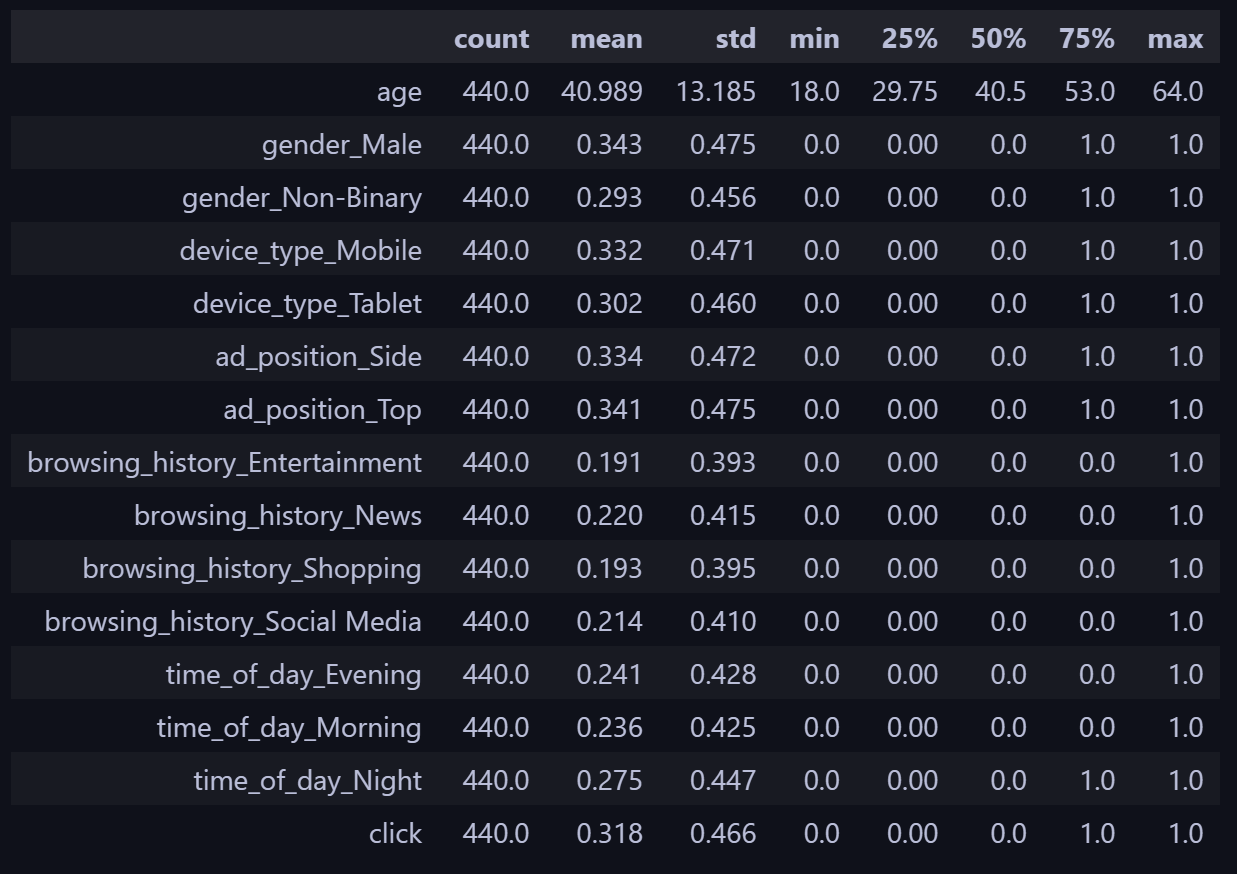 count mean std min 25% 50% 75% max
age 440.0 40.989 13.185 18.0 29.75 40.5 53.0 64.0
gender_Male 440.0 0.343 0.475 0.0 0.00 0.0 1.0 1.0
gender_Non-Binary 440.0 0.293 0.456 0.0 0.00 0.0 1.0 1.0
device_type_Mobile 440.0 0.332 0.471 0.0 0.00 0.0 1.0 1.0
device_type_Tablet 440.0 0.302 0.460 0.0 0.00 0.0 1.0 1.0
ad_position_Side 440.0 0.334 0.472 0.0 0.00 0.0 1.0 1.0
ad_position_Top 440.0 0.341 0.475 0.0 0.00 0.0 1.0 1.0
browsing_history_Entertainment 440.0 0.191 0.393 0.0 0.00 0.0 0.0 1.0
browsing_history_News 440.0 0.220 0.415 0.0 0.00 0.0 0.0 1.0
browsing_history_Shopping 440.0 0.193 0.395 0.0 0.00 0.0 0.0 1.0
browsing_history_Social Media 440.0 0.214 0.410 0.0 0.00 0.0 0.0 1.0
time_of_day_Evening 440.0 0.241 0.428 0.0 0.00 0.0 0.0 1.0
time_of_day_Morning 440.0 0.236 0.425 0.0 0.00 0.0 0.0 1.0
time_of_day_Night 440.0 0.275 0.447 0.0 0.00 0.0 1.0 1.0
click 440.0 0.318 0.466 0.0 0.00 0.0 1.0 1.0